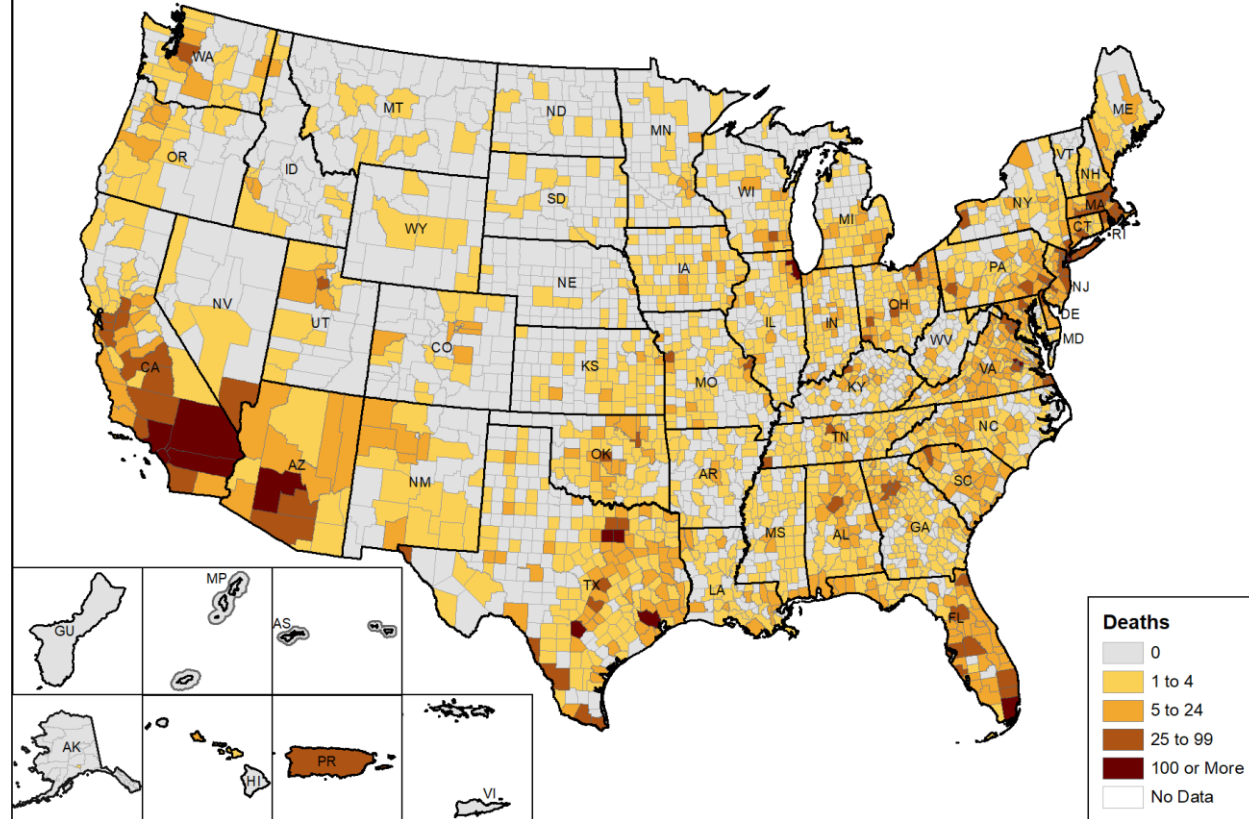 WA
MT
ND
MN
ME
OR
ID
SD
WI
MI
VT
NH
NY
MA
CT
RI
WY
IA
PA
NJ
NE
NV
UT
CO
IL
IN
OH
DE
MD
WV
CA
KS
MO
KY
VA
AZ
NM
OK
AR
TN
NC
SC
MS
AL
GA
TX
LA
FL
GU
MP
AS
AK
HI
PR
VI
Deaths
0
1 to 4
5 to 24
25 to 99
100 or More
No Data